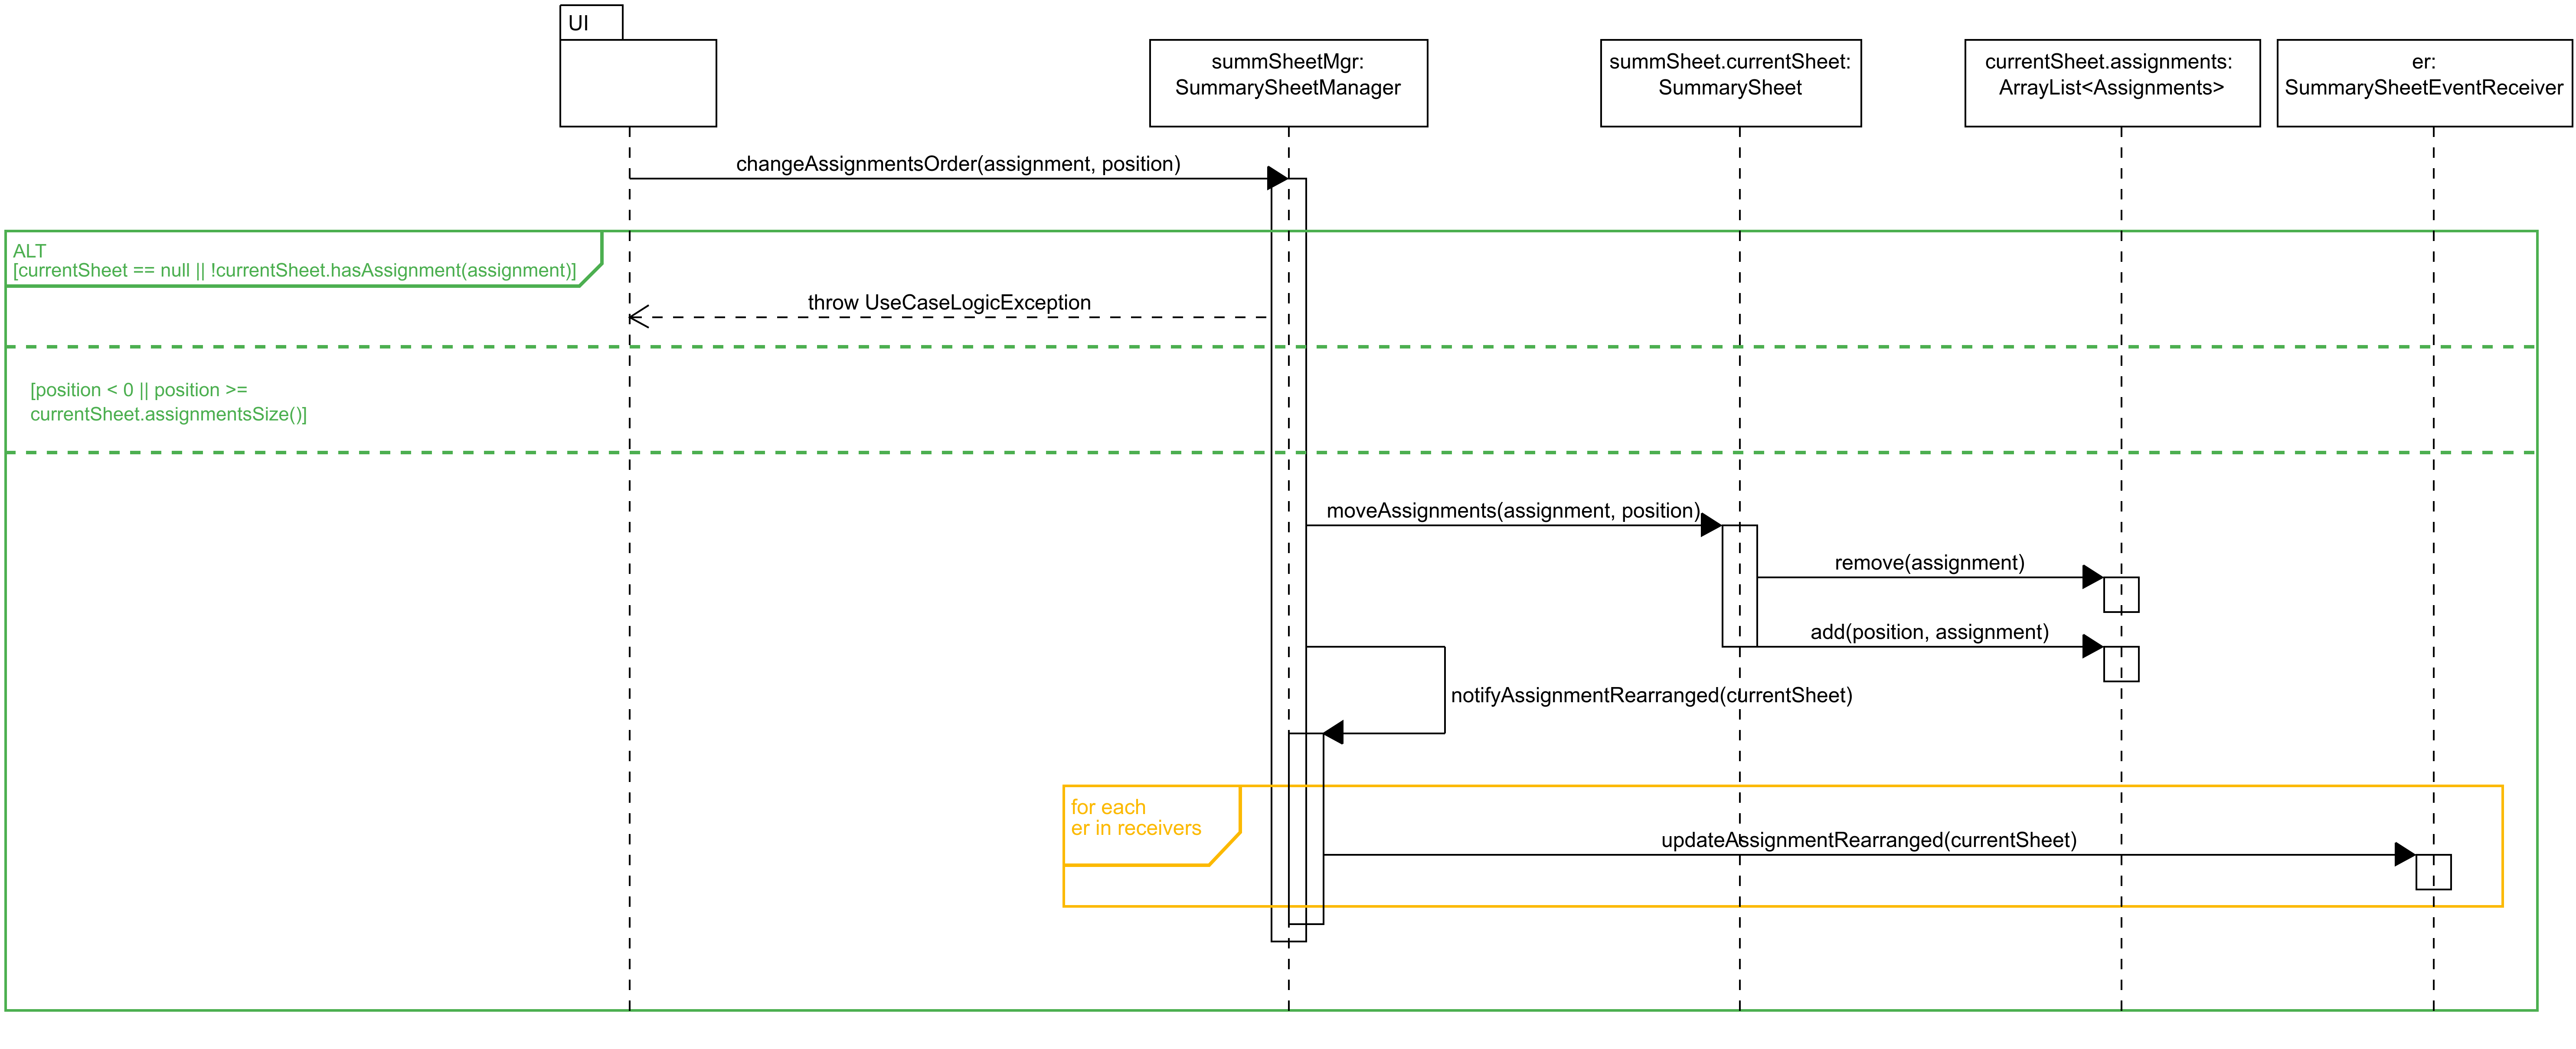 UI
summSheetMgr:
SummarySheetManager
summSheet.currentSheet:
SummarySheet
currentSheet.assignments:
ArrayList<Assignments>
er:
SummarySheetEventReceiver
changeAssignmentsOrder(assignment, position)
ALT
[currentSheet == null || !currentSheet.hasAssignment(assignment)]
throw UseCaseLogicException
[position < 0 || position >=
currentSheet.assignmentsSize()]
moveAssignments(assignment, position)
remove(assignment)
add(position, assignment)
notifyAssignmentRearranged(currentSheet)
for each
er in receivers
updateAssignmentRearranged(currentSheet)